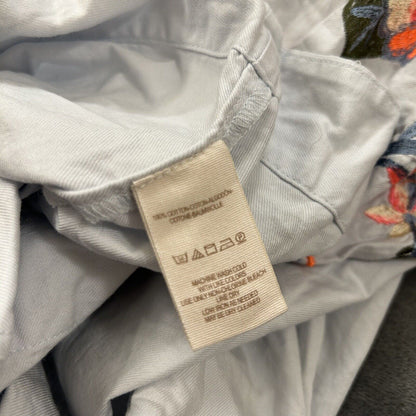 100% COTTON-COTON-ALGODÓN-
COTONE-BAUMWOLLE
MACHINE WASH COLD
WITH LIKE COLORS
USE ONLY NON-CHLORINE BLEACH
LINE DRY
LOW IRON AS NEEDED
MAY BE DRY CLEANED